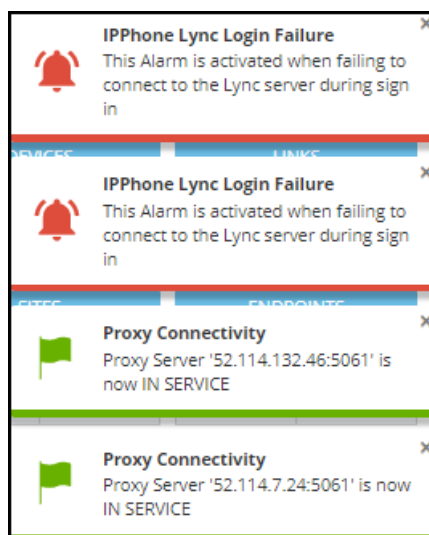 IPPhone Lync Login Failure
This Alarm is activated when failing to
connect to the Lync server during sign
in
DEVICES
LINKS
IPPhone Lync Login Failure
This Alarm is activated when failing to
connect to the Lync server during sign
in
SITES
ENDPOINTS
Proxy Connectivity
Proxy Server '52.114.132.46:5061' is
now IN SERVICE
Proxy Connectivity
Proxy Server '52.114.7.24:5061' is now
IN SERVICE